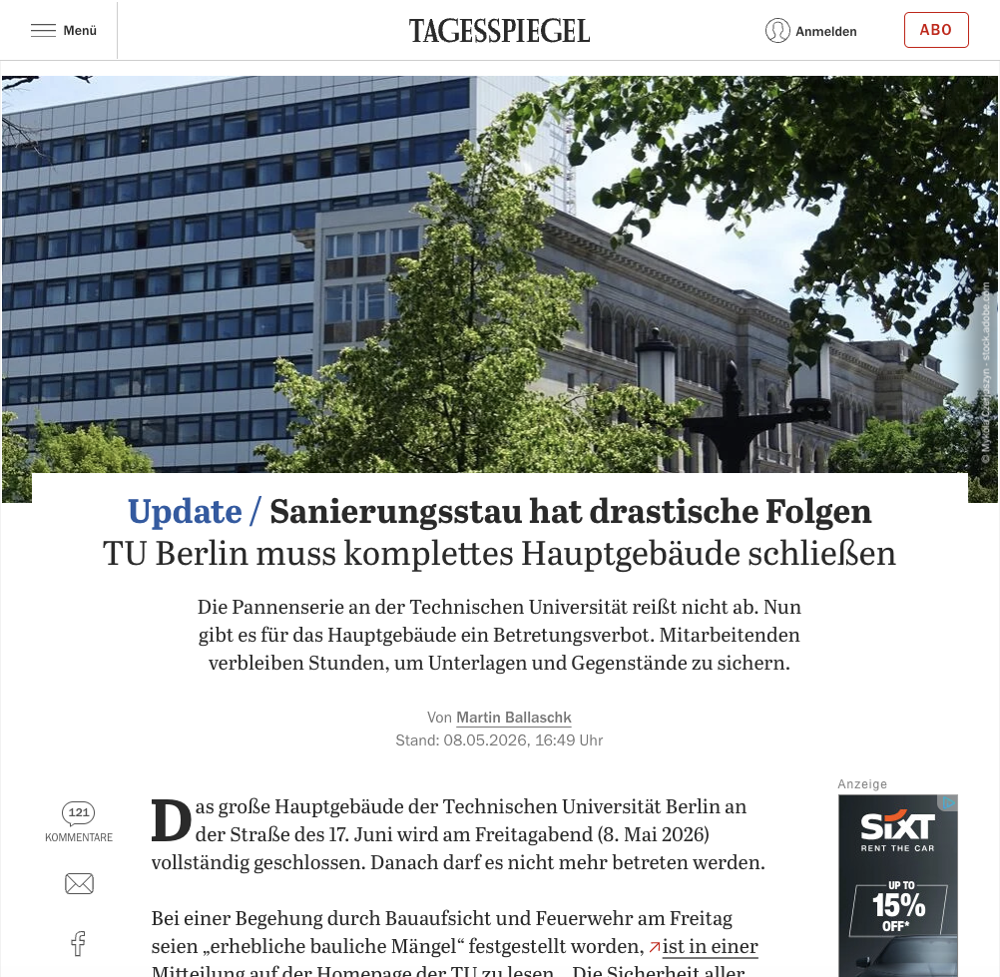 Menü
TAGESSPIEGEL
Anmelden
ABO
stock.adobe.com
Update / Sanierungsstau hat drastische Folgen
TU Berlin muss komplettes Hauptgebäude schließen
Die Pannenserie an der Technischen Universität reißt nicht ab. Nun
gibt es für das Hauptgebäude ein Betretungsverbot. Mitarbeitenden
verbleiben Stunden, um Unterlagen und Gegenstände zu sichern.
Von Martin Ballaschk
Stand: 08.05.2026, 16:49 Uhr
Anzeige
121
KOMMENTARE
Das große Hauptgebäude der Technischen Universität Berlin an
der Straße des 17. Juni wird am Freitagabend (8. Mai 2026)
vollständig geschlossen. Danach darf es nicht mehr betreten werden.
Bei einer Begehung durch Bauaufsicht und Feuerwehr am Freitag
seien „erhebliche bauliche Mängel“ festgestellt worden, ist in einer
Mitteilung auf der Homepage der TU zu lesen. „Die Sicherheit aller
SIXT
RENT THE CAR
UP TO
15%
OFF*